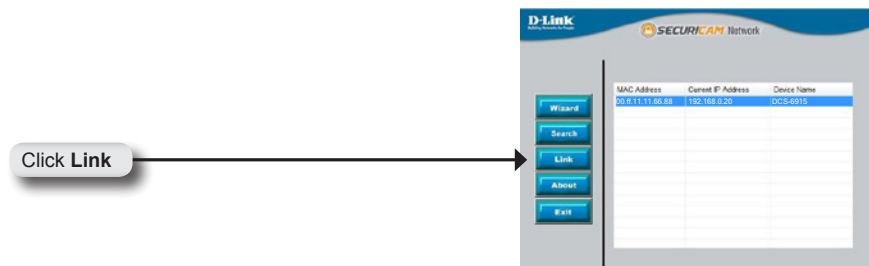 D-Link
Building Networks for People
SECURICAM Network
MAC Address Current IP Address Device Name
00.ff.11.11.66.88 192.168.0.20 DCS-6915
Wizard
Search
Click Link
Link
About
Exit